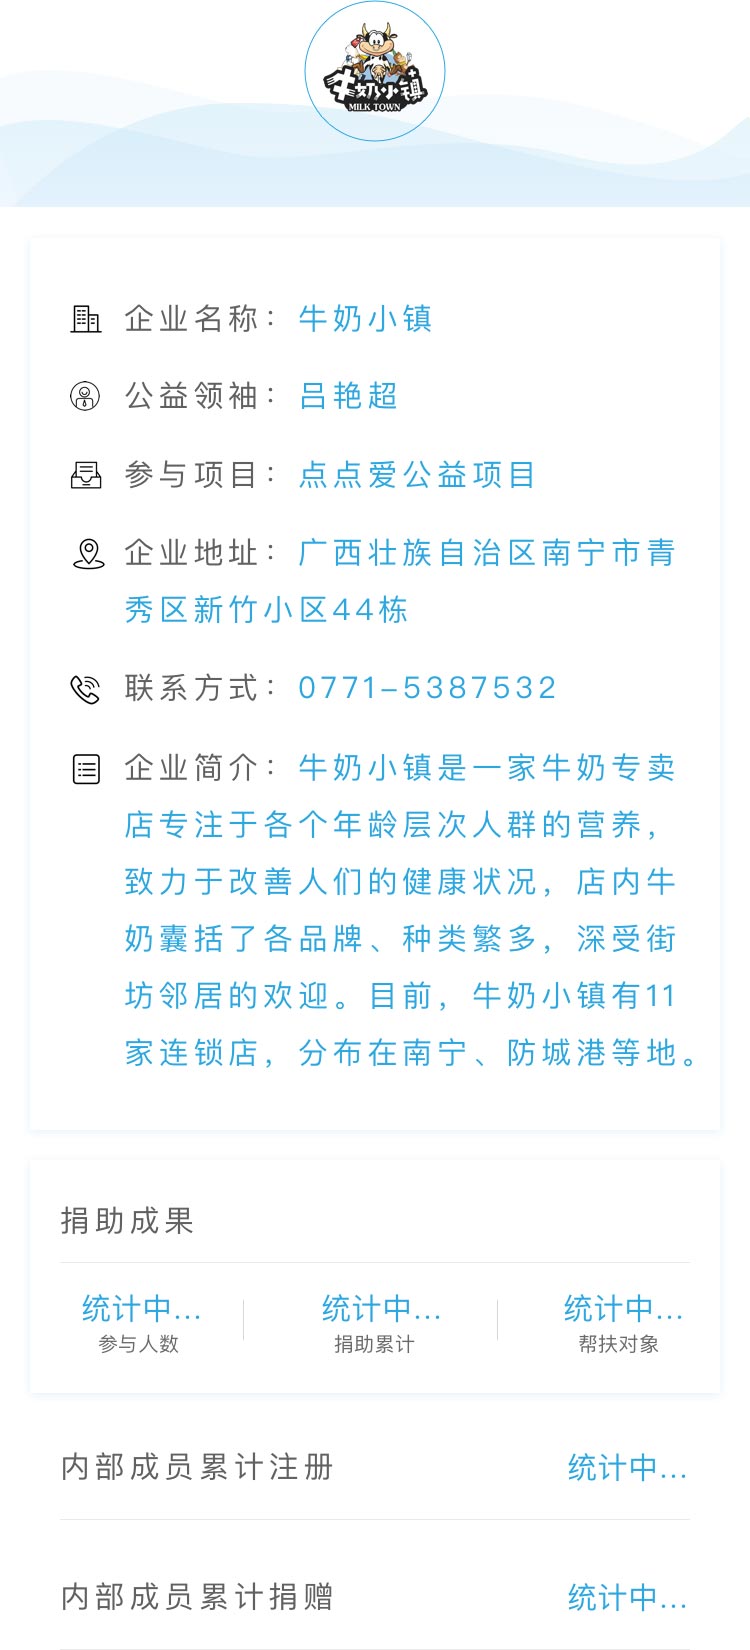 牛奶小镇
MILK TOWN
企业名称：牛奶小镇
公益领袖：吕艳超
参与项目：点点爱公益项目
企业地址：广西壮族自治区南宁市青
秀区新竹小区44栋
联系方式：0771-5387532
企业简介：牛奶小镇是一家牛奶专卖
店专注于各个年龄层次人群的营养，
致力于改善人们的健康状况，店内牛
奶囊括了各品牌、种类繁多，深受街
坊邻居的欢迎。目前，牛奶小镇有11
家连锁店，分布在南宁、防城港等地。
捐助成果
统计中... 统计中... 统计中...
参与人数 捐助累计 帮扶对象
内部成员累计注册 统计中...
内部成员累计捐赠 统计中...